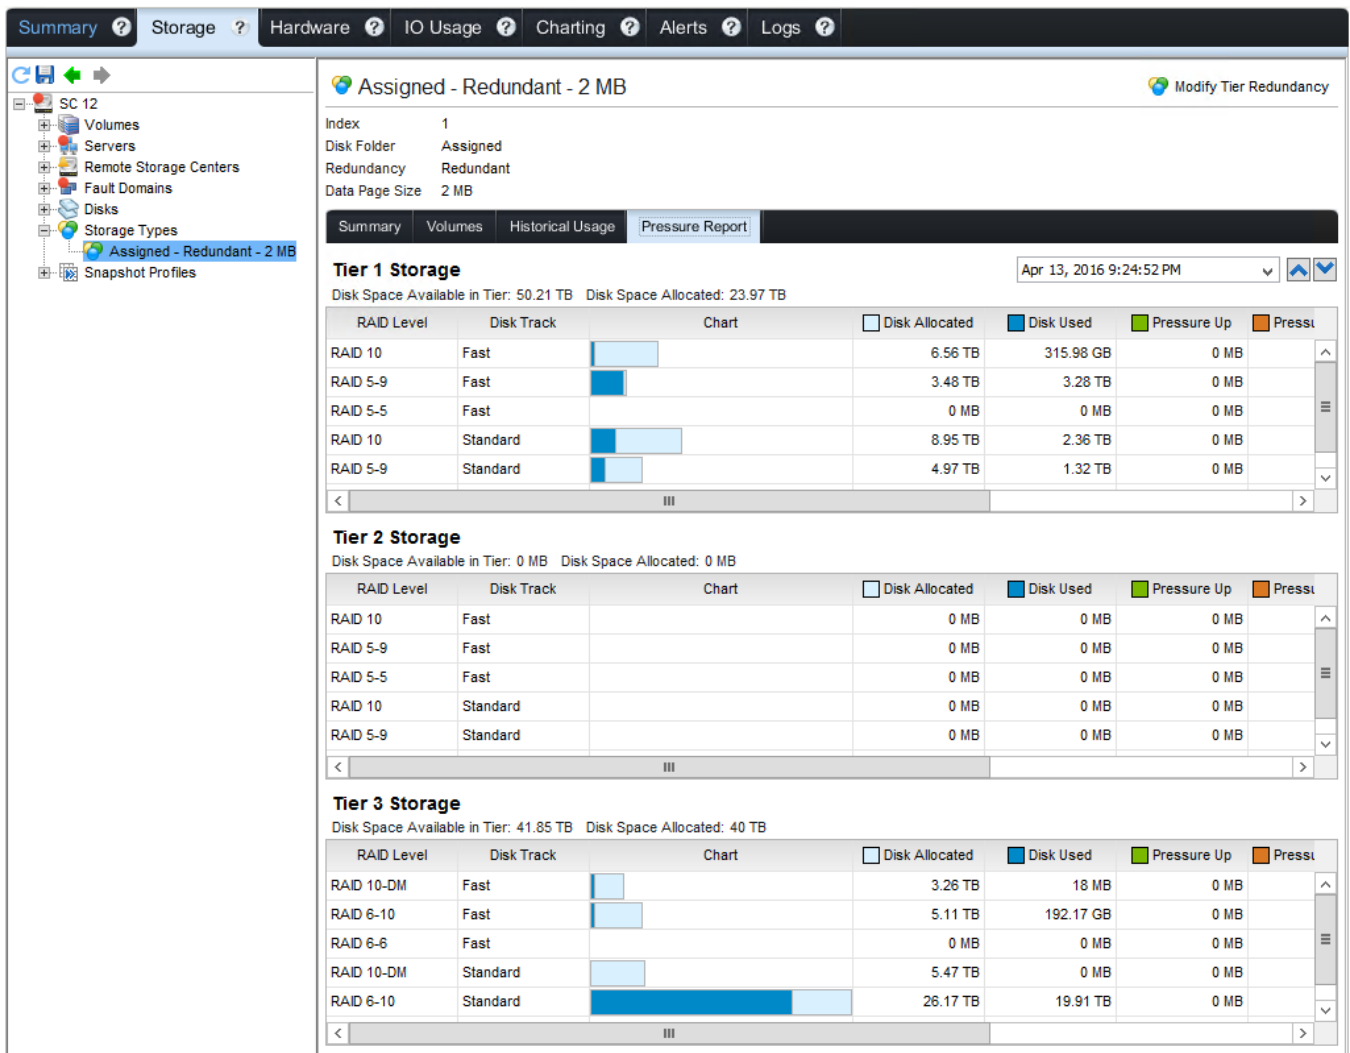 Summary ? Storage ? Hardware ? IO Usage ? Charting ? Alerts ? Logs ?
SC 12
Volumes
Servers
Remote Storage Centers
Fault Domains
Disks
Storage Types
Assigned - Redundant - 2 MB
Snapshot Profiles
Assigned - Redundant - 2 MB
Modify Tier Redundancy
Index 1
Disk Folder Assigned
Redundancy Redundant
Data Page Size 2 MB
Summary Volumes Historical Usage Pressure Report
Tier 1 Storage
Apr 13, 2016 9:24:52 PM
Disk Space Available in Tier: 50.21 TB Disk Space Allocated: 23.97 TB
RAID Level Disk Track Chart Disk Allocated Disk Used Pressure Up Pressu
RAID 10 Fast 6.56 TB 315.98 GB 0 MB
RAID 5-9 Fast 3.48 TB 3.28 TB 0 MB
RAID 5-5 Fast 0 MB 0 MB 0 MB
RAID 10 Standard 8.95 TB 2.36 TB 0 MB
RAID 5-9 Standard 4.97 TB 1.32 TB 0 MB
Tier 2 Storage
Disk Space Available in Tier: 0 MB Disk Space Allocated: 0 MB
RAID Level Disk Track Chart Disk Allocated Disk Used Pressure Up Pressu
RAID 10 Fast 0 MB 0 MB 0 MB
RAID 5-9 Fast 0 MB 0 MB 0 MB
RAID 5-5 Fast 0 MB 0 MB 0 MB
RAID 10 Standard 0 MB 0 MB 0 MB
RAID 5-9 Standard 0 MB 0 MB 0 MB
Tier 3 Storage
Disk Space Available in Tier: 41.85 TB Disk Space Allocated: 40 TB
RAID Level Disk Track Chart Disk Allocated Disk Used Pressure Up Pressu
RAID 10-DM Fast 3.26 TB 18 MB 0 MB
RAID 6-10 Fast 5.11 TB 192.17 GB 0 MB
RAID 6-6 Fast 0 MB 0 MB 0 MB
RAID 10-DM Standard 5.47 TB 0 MB 0 MB
RAID 6-10 Standard 26.17 TB 19.91 TB 0 MB